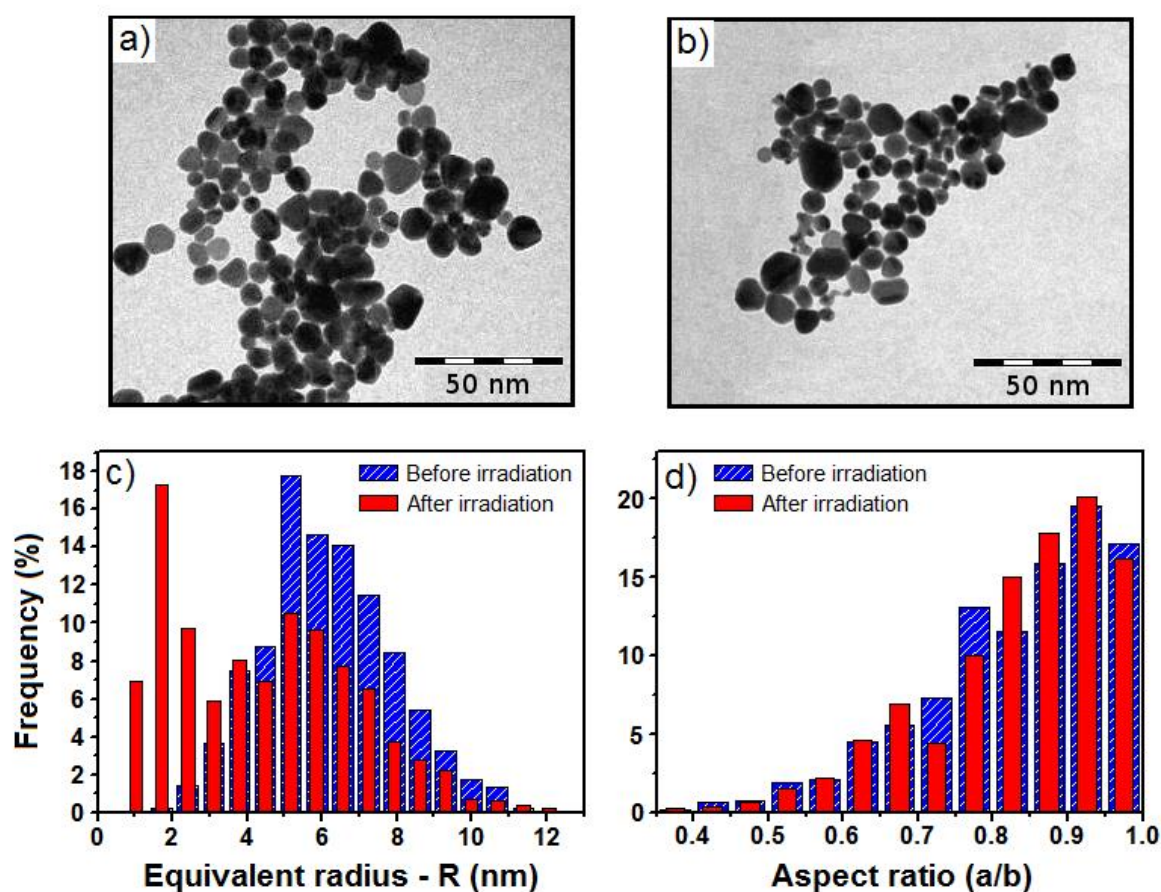 a)
50 nm
b)
50 nm
c)
Before irradiation
After irradiation
Frequency (%)
18
16
14
12
10
8
6
4
2
0
0 2 4 6 8 10 12
Equivalent radius - R (nm)
d)
Before irradiation
After irradiation
20
15
10
5
0
0.4 0.5 0.6 0.7 0.8 0.9 1.0
Aspect ratio (a/b)